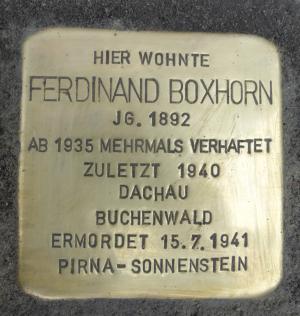 HIER WOHNTE
FERDINAND BOXHORN
JG. 1892
AB 1935 MEHRMALS VERHAFTET
ZULETZT 1940
DACHAU
BUCHENWALD
ERMORDET 15.7.1941
PIRNA-SONNENSTEIN